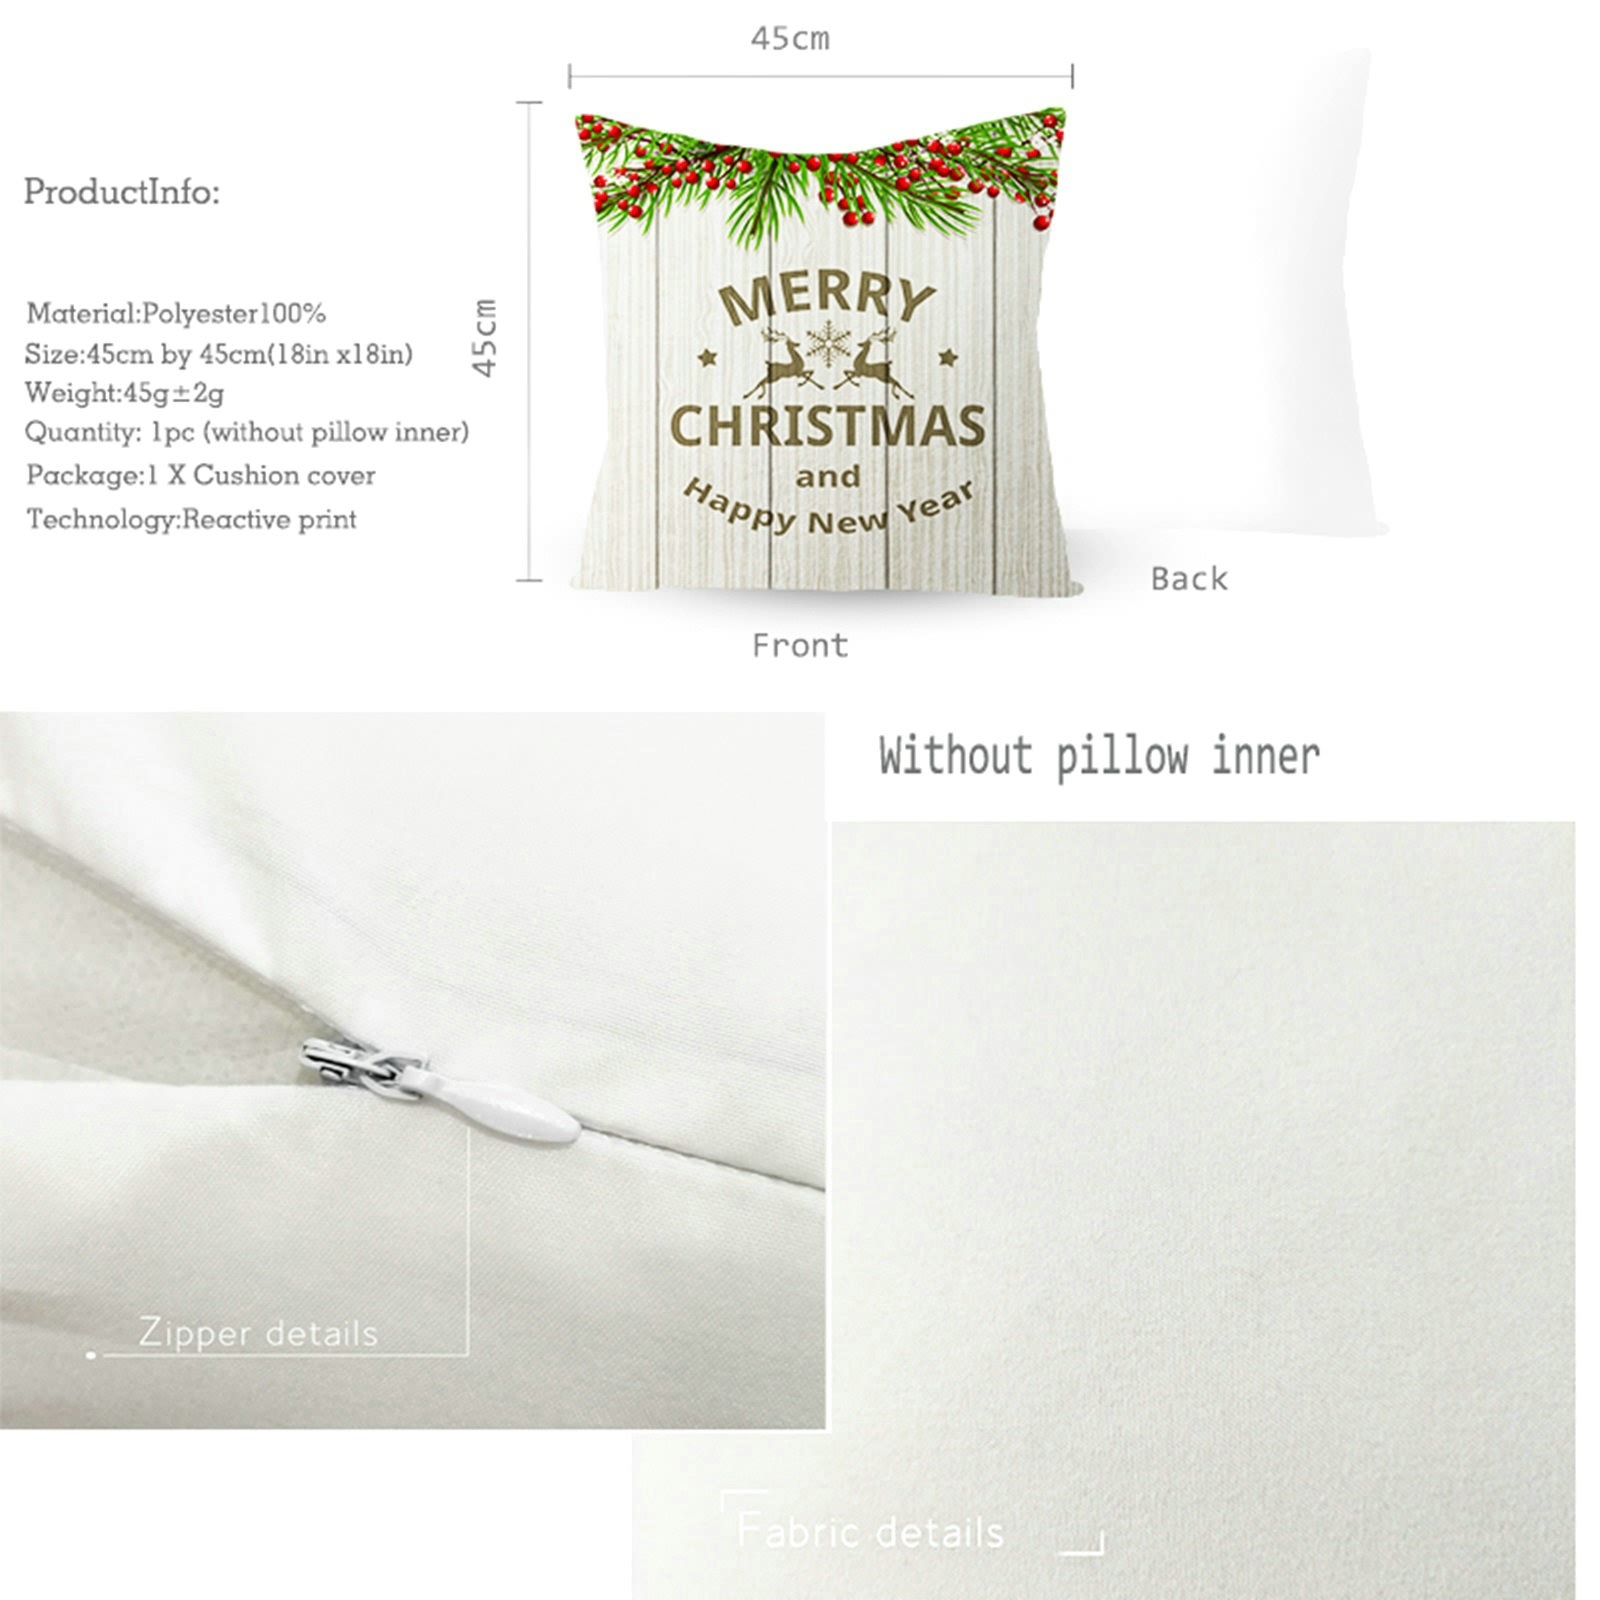 45cm
ProductInfo:
Material:Polyester100%
Size:45cm by 45cm(18in x18in)
Weight:45g±2g
Quantity: 1pc (without pillow inner)
Package:1 X Cushion cover
Technology:Reactive print
45cm
MERRY
CHRISTMAS
and
Happy New Year
Back
Front
Without pillow inner
Zipper details
Fabric details